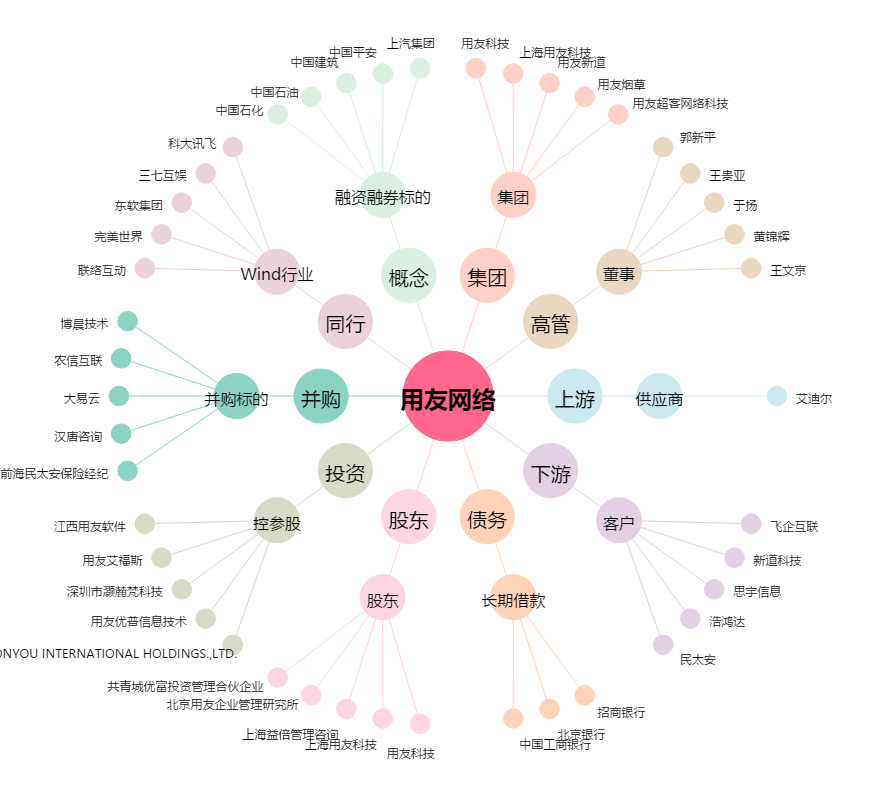 上汽集团
中国平安
中国建筑
中国石油
中国石化
融资融券标的
概念
用友科技
上海用友科技
用友新道
用友烟草
用友超客网络科技
集团
集团
科大讯飞
三七互娱
东软集团
完美世界
联络互动
Wind行业
同行
郭新平
王贵亚
于扬
黄锦辉
王文京
董事
高管
博晨技术
农信互联
大易云
汉唐咨询
前海民太安保险经纪
并购标的
并购
用友网络
上游
供应商
艾迪尔
投资
控参股
江西用友软件
用友艾福斯
深圳市灏麓梵科技
用友优普信息技术
ONYOU INTERNATIONAL HOLDINGS.,LTD.
下游
客户
飞企互联
新道科技
思宇信息
浩鸿达
民太安
股东
股东
共青城优富投资管理合伙企业
北京用友企业管理研究所
上海益倍管理咨询
上海用友科技
用友科技
债务
长期借款
招商银行
北京银行
中国工商银行